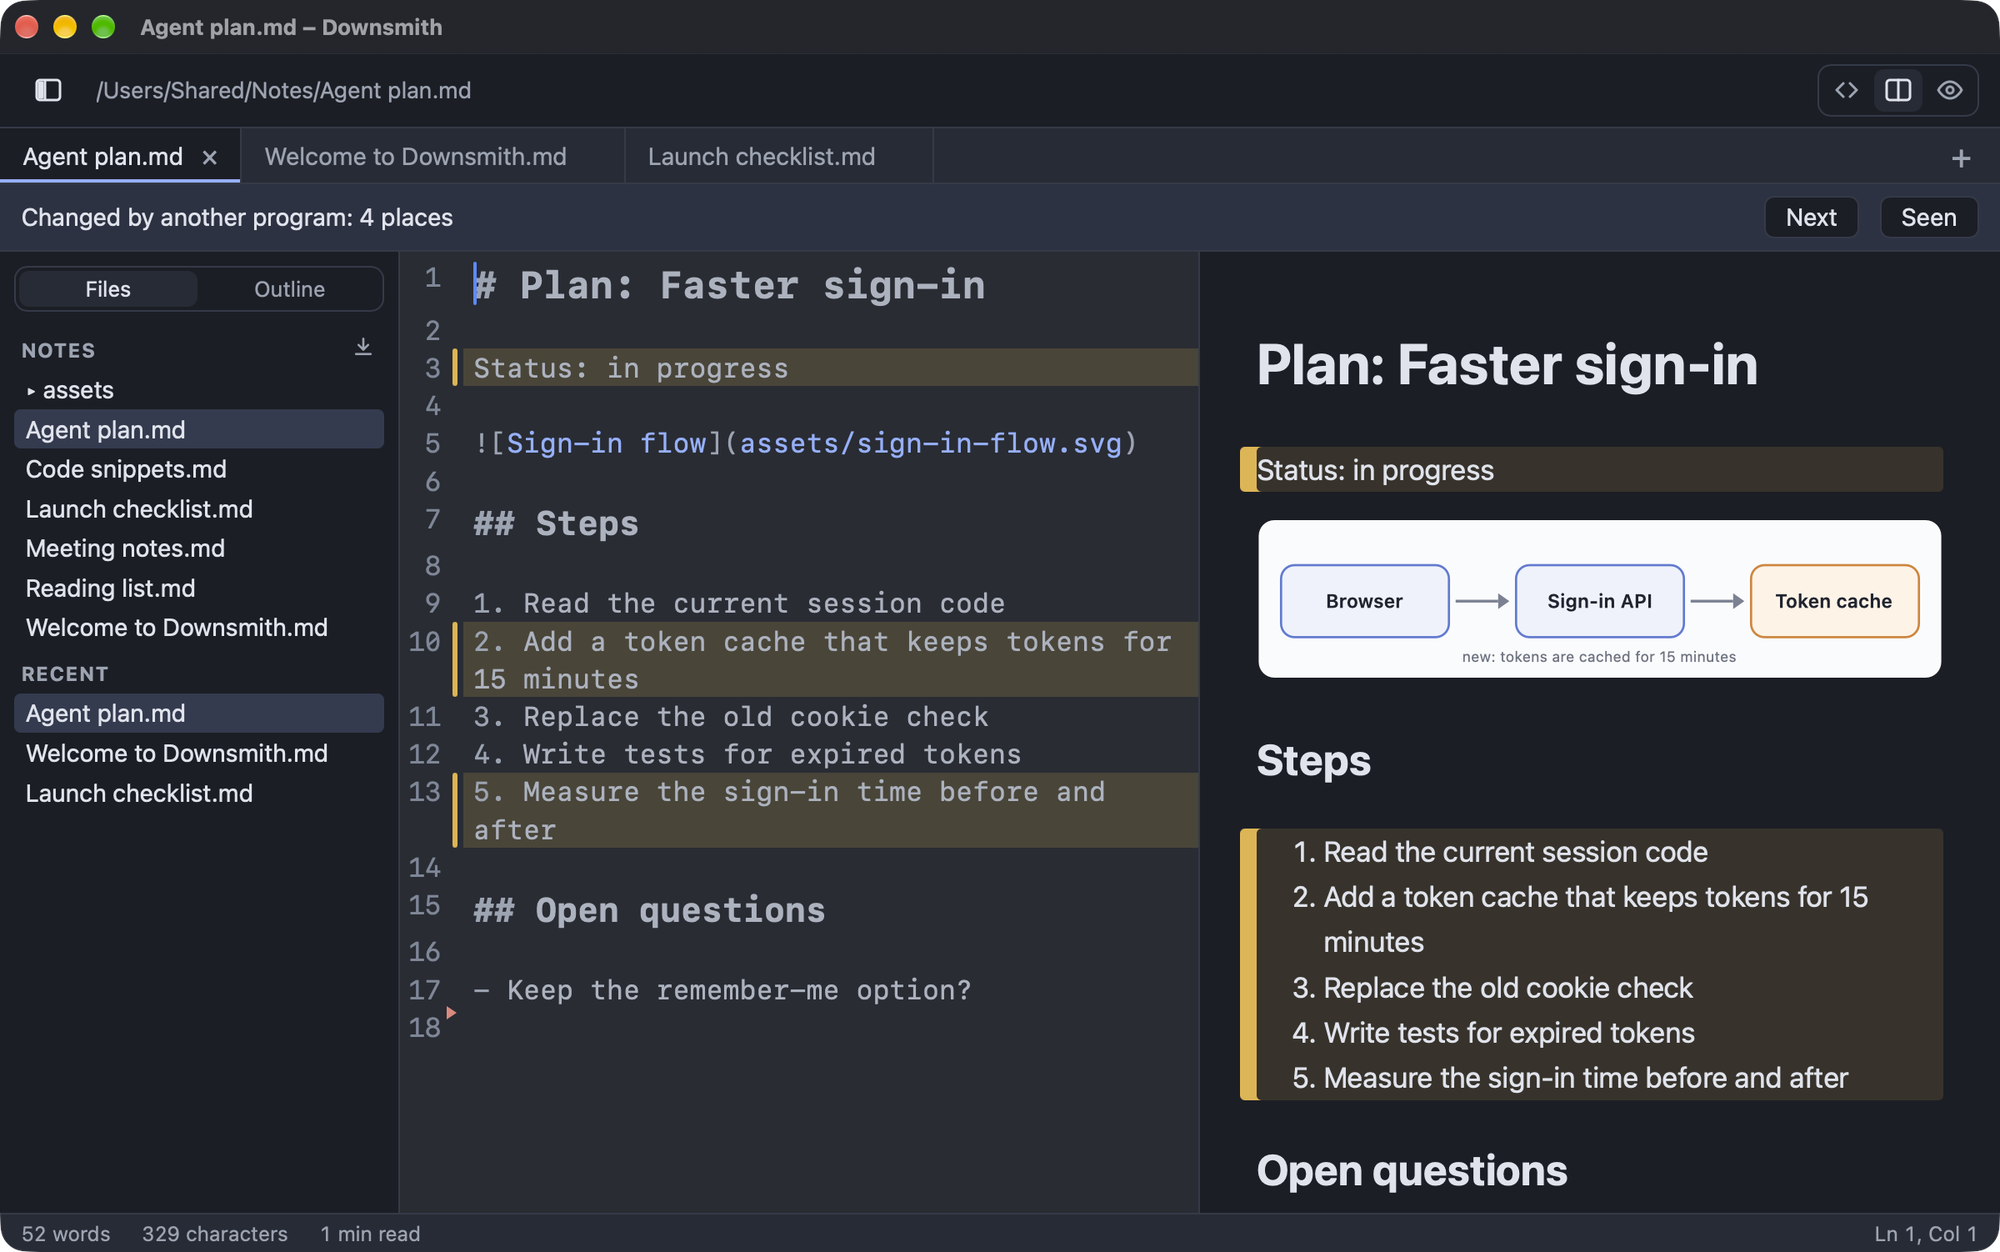 Agent plan.md – Downsmith
/Users/Shared/Notes/Agent plan.md
Agent plan.md
Welcome to Downsmith.md
Launch checklist.md
Changed by another program: 4 places
Next
Seen
Files
Outline
NOTES
assets
Agent plan.md
Code snippets.md
Launch checklist.md
Meeting notes.md
Reading list.md
Welcome to Downsmith.md
RECENT
Agent plan.md
Welcome to Downsmith.md
Launch checklist.md
1 # Plan: Faster sign-in
2
3 Status: in progress
4
5 ![Sign-in flow](assets/sign-in-flow.svg)
6
7 ## Steps
8
9 1. Read the current session code
10 2. Add a token cache that keeps tokens for
15 minutes
11 3. Replace the old cookie check
12 4. Write tests for expired tokens
13 5. Measure the sign-in time before and
after
14
15 ## Open questions
16
17 - Keep the remember-me option?
18
Plan: Faster sign-in
Status: in progress
Browser
Sign-in API
Token cache
new: tokens are cached for 15 minutes
Steps
1. Read the current session code
2. Add a token cache that keeps tokens for 15
minutes
3. Replace the old cookie check
4. Write tests for expired tokens
5. Measure the sign-in time before and after
Open questions
52 words
329 characters
1 min read
Ln 1, Col 1